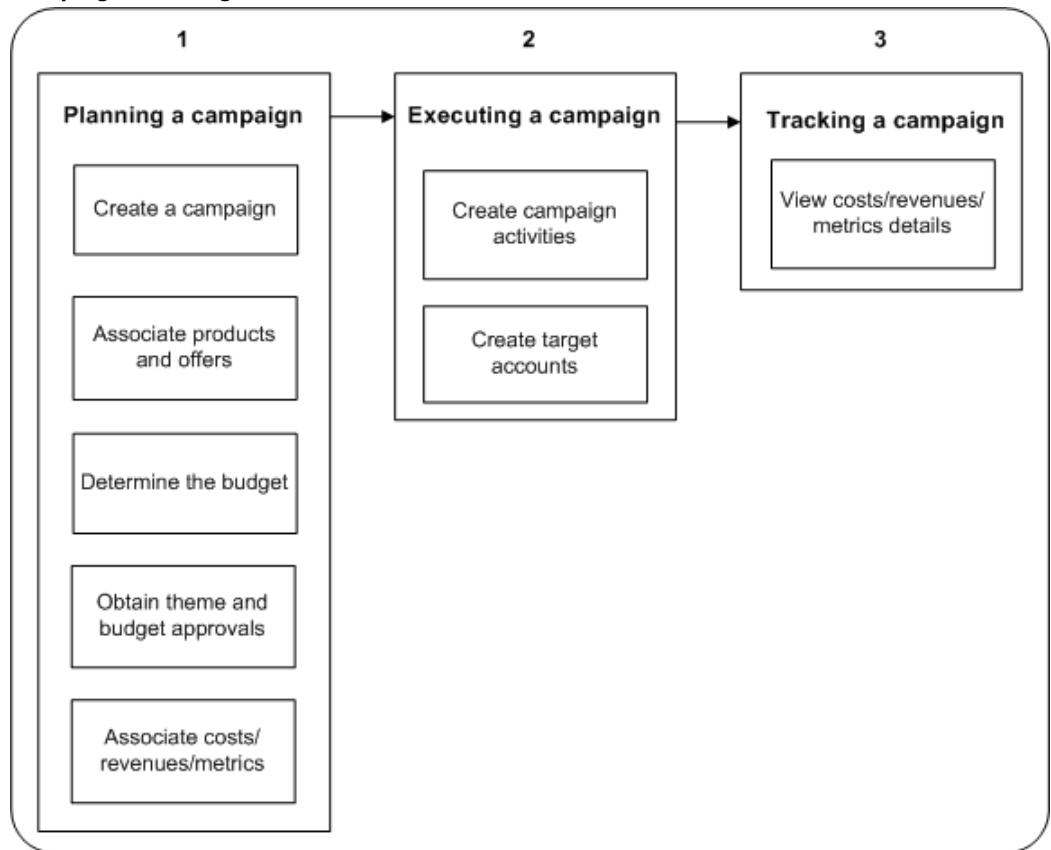 1
2
3
Planning a campaign
Executing a campaign
Tracking a campaign
Create a campaign
Associate products
and offers
Determine the budget
Obtain theme and
budget approvals
Associate costs/
revenues/metrics
Create campaign
activities
Create target
accounts
View costs/revenues/
metrics details